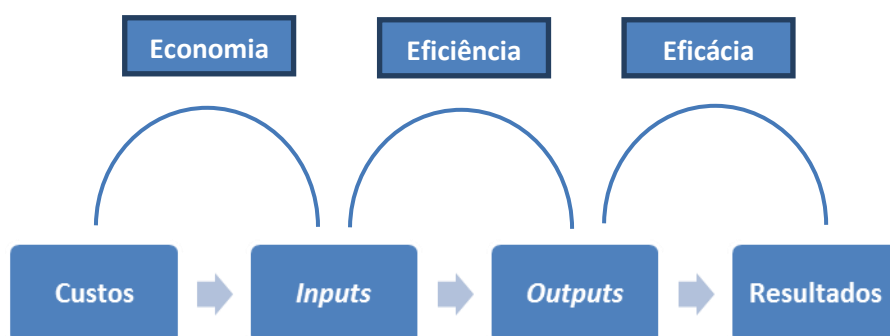 Economia
Eficiência
Eficácia
Custos
Inputs
Outputs
Resultados